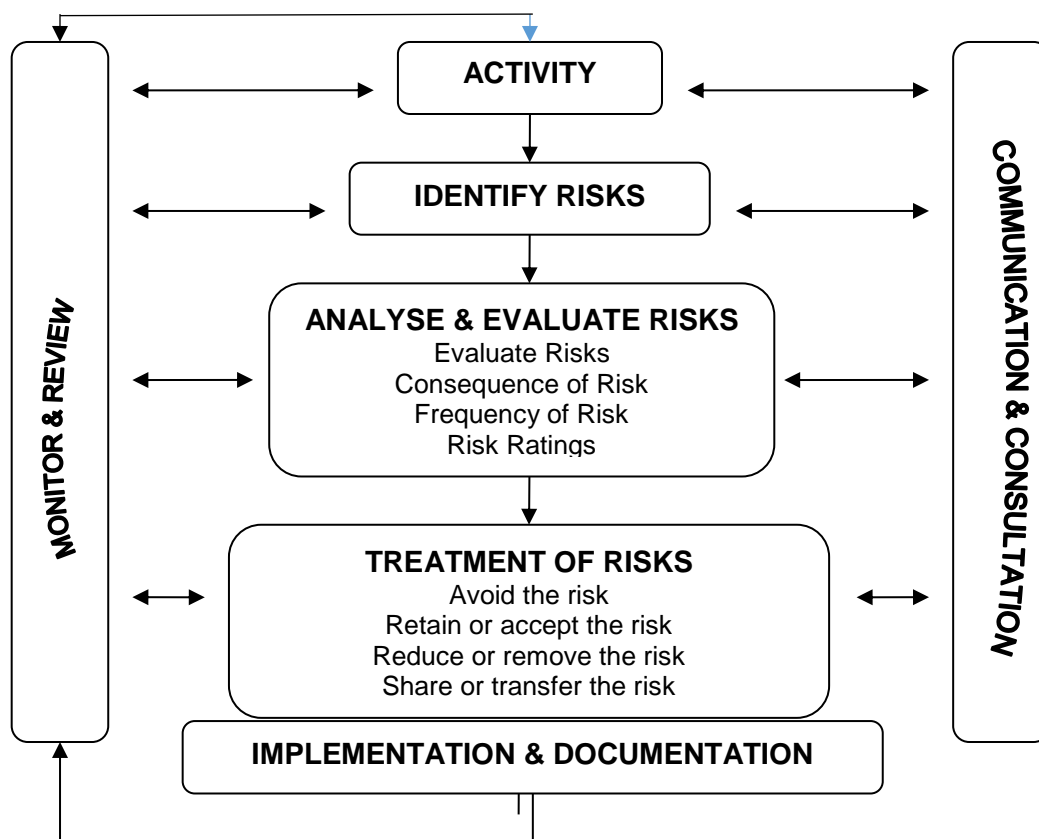 ACTIVITY
IDENTIFY RISKS
ANALYSE & EVALUATE RISKS
Evaluate Risks
Consequence of Risk
Frequency of Risk
Risk Ratings
TREATMENT OF RISKS
Avoid the risk
Retain or accept the risk
Reduce or remove the risk
Share or transfer the risk
IMPLEMENTATION & DOCUMENTATION
MONITOR & REVIEW
COMMUNICATION & CONSULTATION